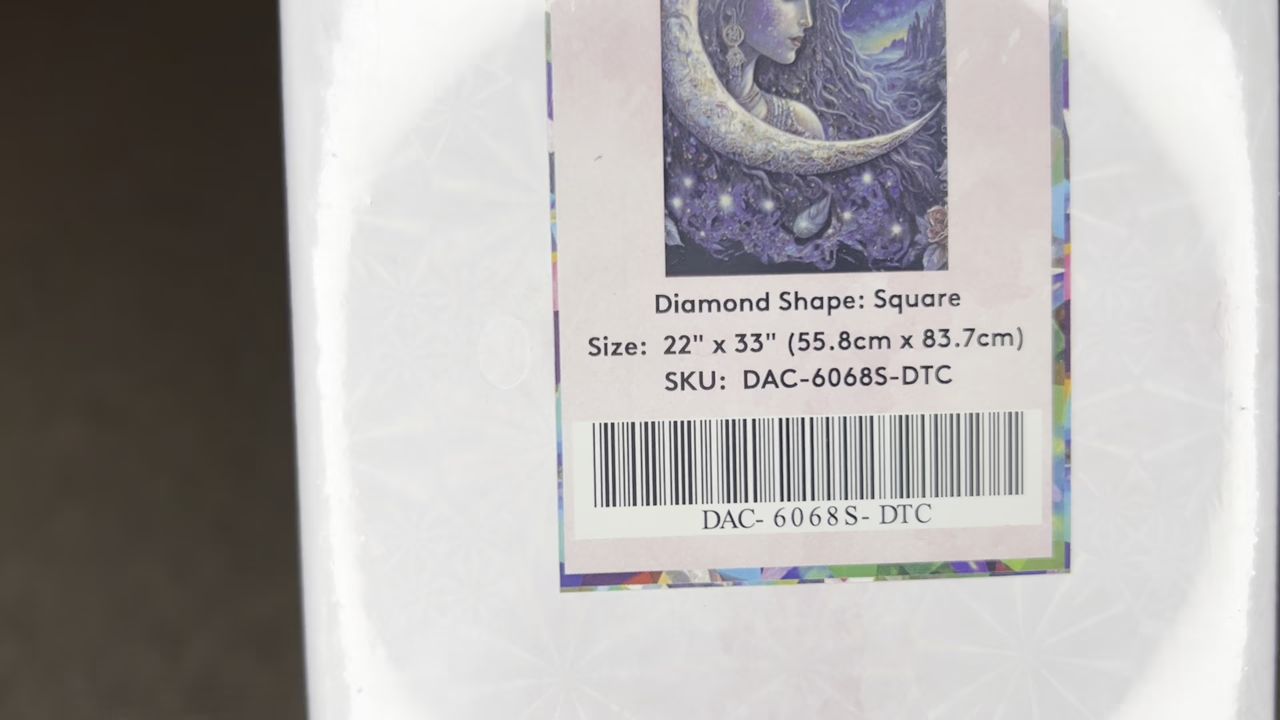 Diamond Shape: Square
Size: 22" x 33" (55.8cm x 83.7cm)
SKU: DAC-6068S-DTC
DAC- 6068S- DTC